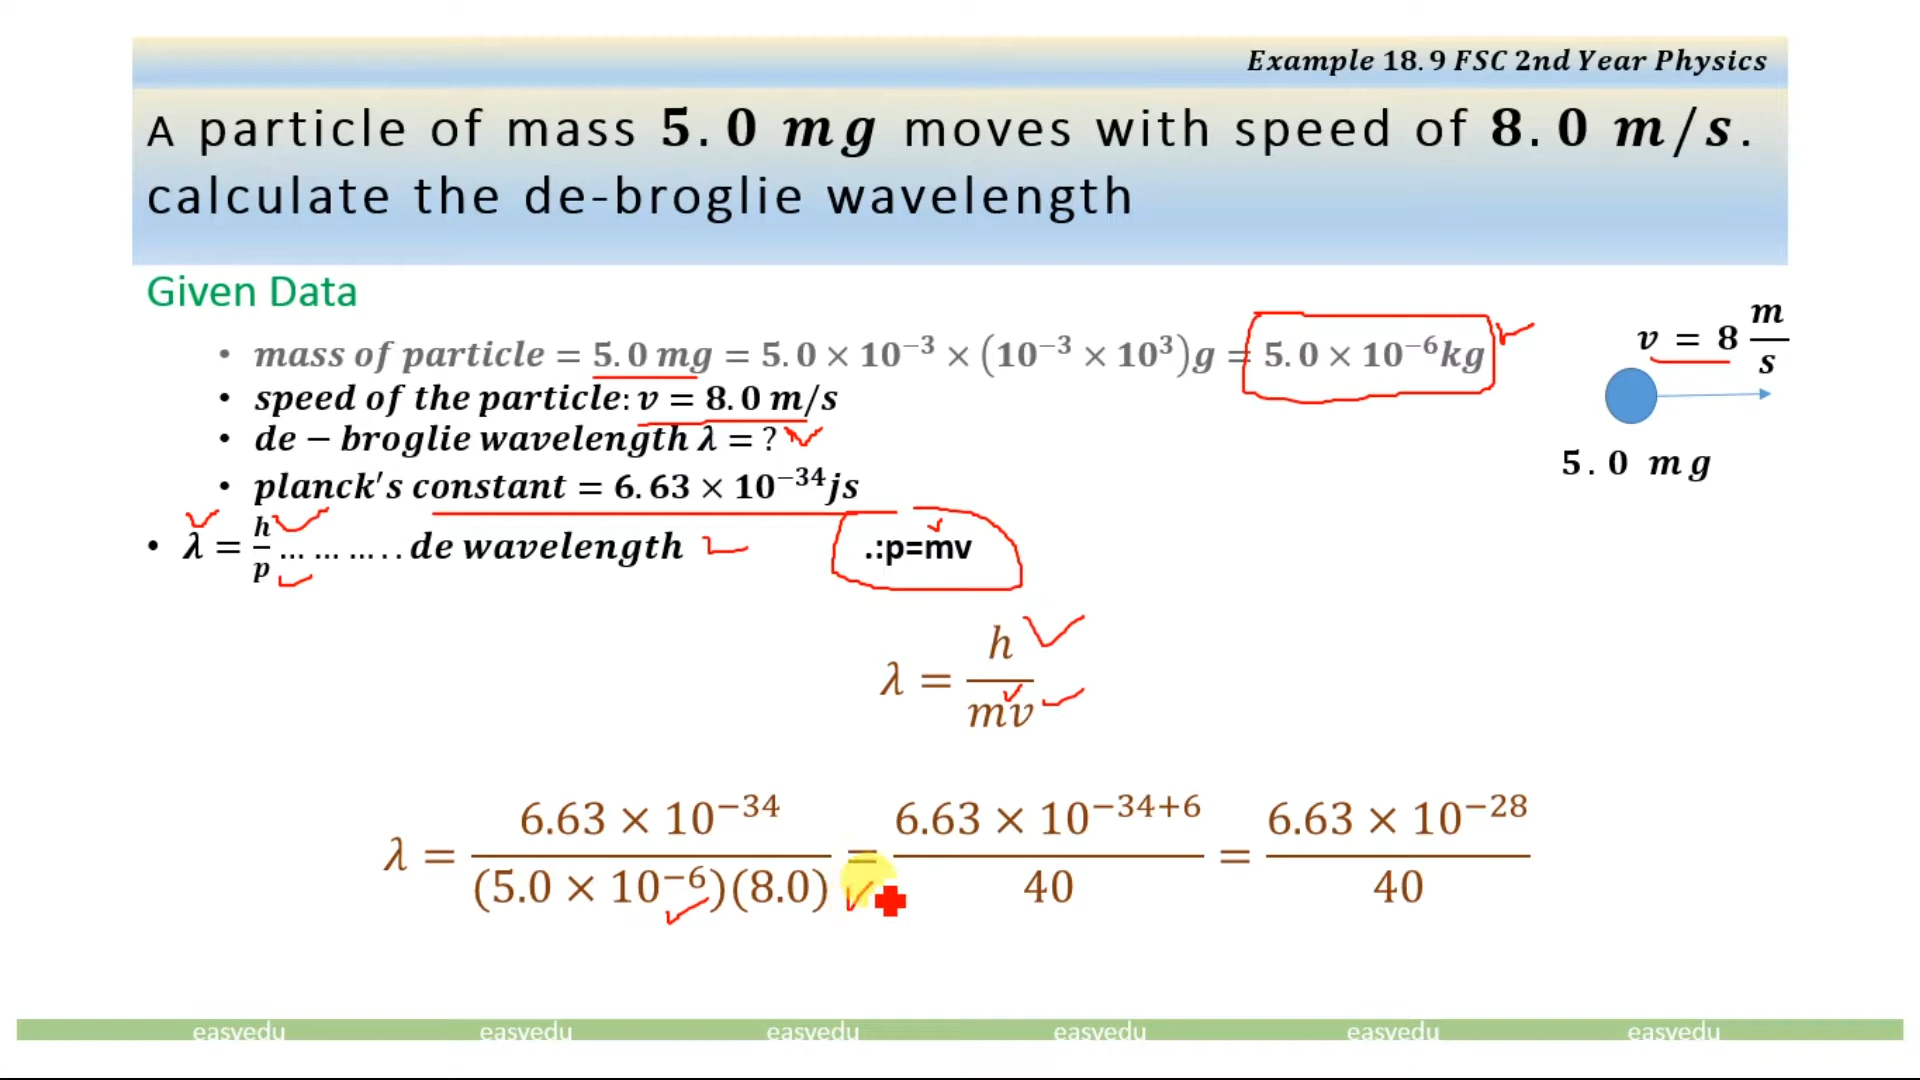 Example 18.9 FSC 2nd Year Physics
A particle of mass 5.0 mg moves with speed of 8.0 m/s.
calculate the de-broglie wavelength
Given Data
• mass of particle = 5.0 mg = 5.0 × 10⁻³ × (10⁻³ × 10³)g = 5.0 × 10⁻⁶kg
v = 8 m/s
• speed of the particle: v = 8.0 m/s
• de − broglie wavelength λ = ?
5.0 mg
• planck's constant = 6.63 × 10⁻³⁴js
• λ = h/p ... ... ... . . de wavelength .:p=mv
λ = h/mv
λ = 6.63 × 10⁻³⁴/(5.0 × 10⁻⁶)(8.0) = 6.63 × 10⁻³⁴⁺⁶/40 = 6.63 × 10⁻²⁸/40
easyedu easyedu easyedu easyedu easyedu easyedu